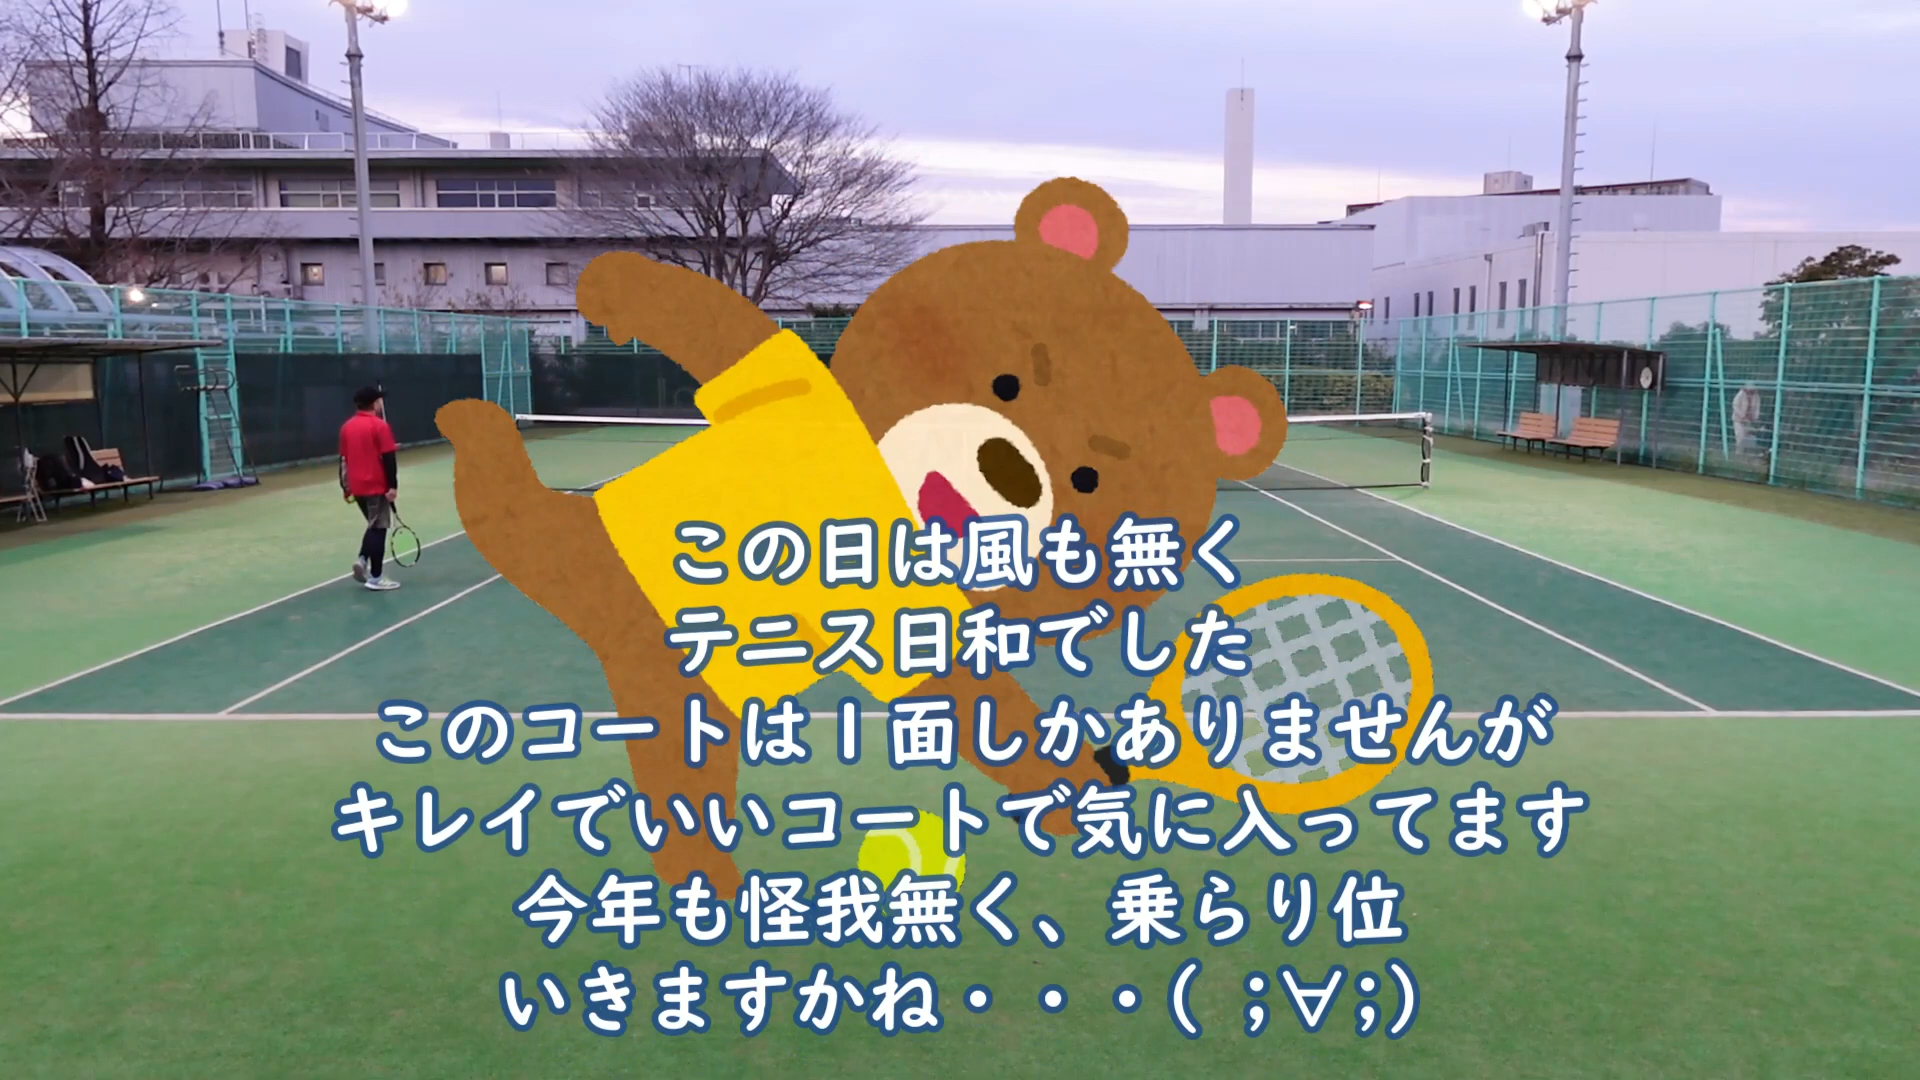 この日は風も無く
テニス日和でした
このコートは1面しかありませんが
キレイでいいコートで気に入ってます
今年も怪我無く、乗らり位
いきますかね・・・( ;∀;)